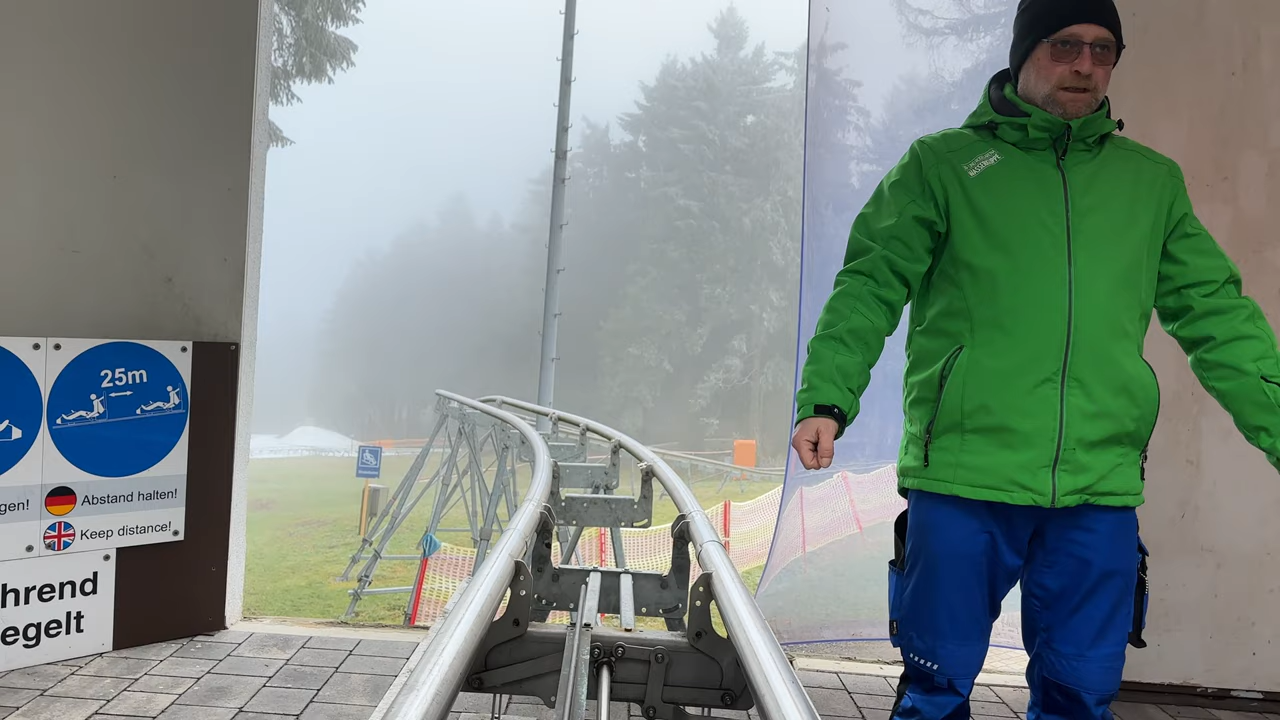 25m
gen!
Abstand halten!
Keep distance!
hrend
egelt
WASSERKUPPE